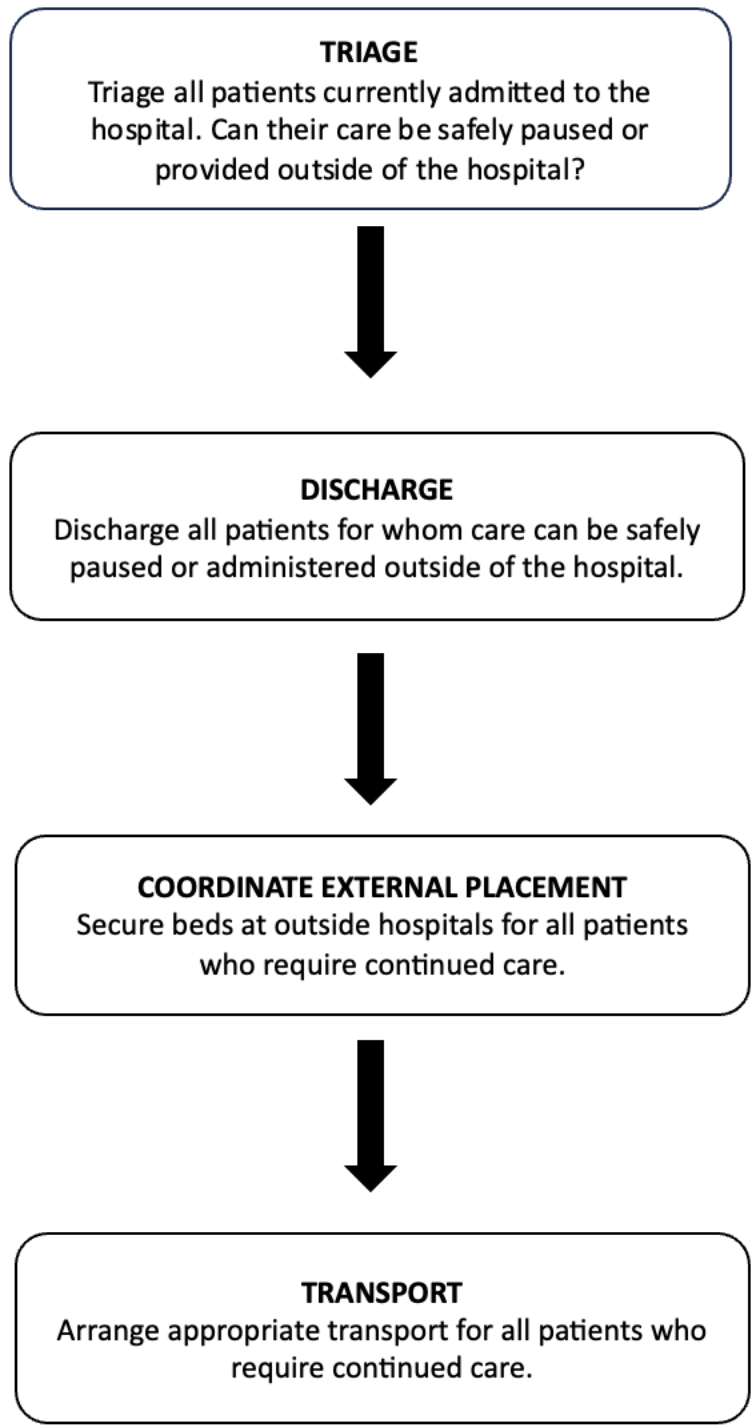 TRIAGE
Triage all patients currently admitted to the
hospital. Can their care be safely paused or
provided outside of the hospital?
DISCHARGE
Discharge all patients for whom care can be safely
paused or administered outside of the hospital.
COORDINATE EXTERNAL PLACEMENT
Secure beds at outside hospitals for all patients
who require continued care.
TRANSPORT
Arrange appropriate transport for all patients who
require continued care.